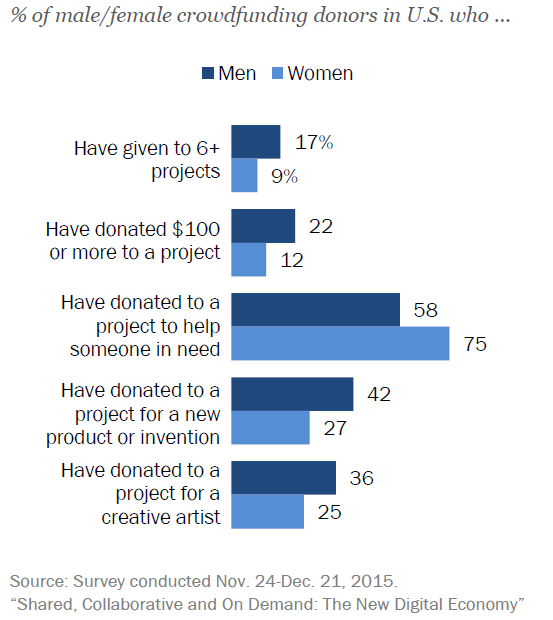 % of male/female crowdfunding donors in U.S. who ...
Men Women
Have given to 6+
projects
17%
9%
Have donated $100
or more to a project
22
12
Have donated to a
project to help
someone in need
58
75
Have donated to a
project for a new
product or invention
42
27
Have donated to a
project for a
creative artist
36
25
Source: Survey conducted Nov. 24-Dec. 21, 2015.
“Shared, Collaborative and On Demand: The New Digital Economy”